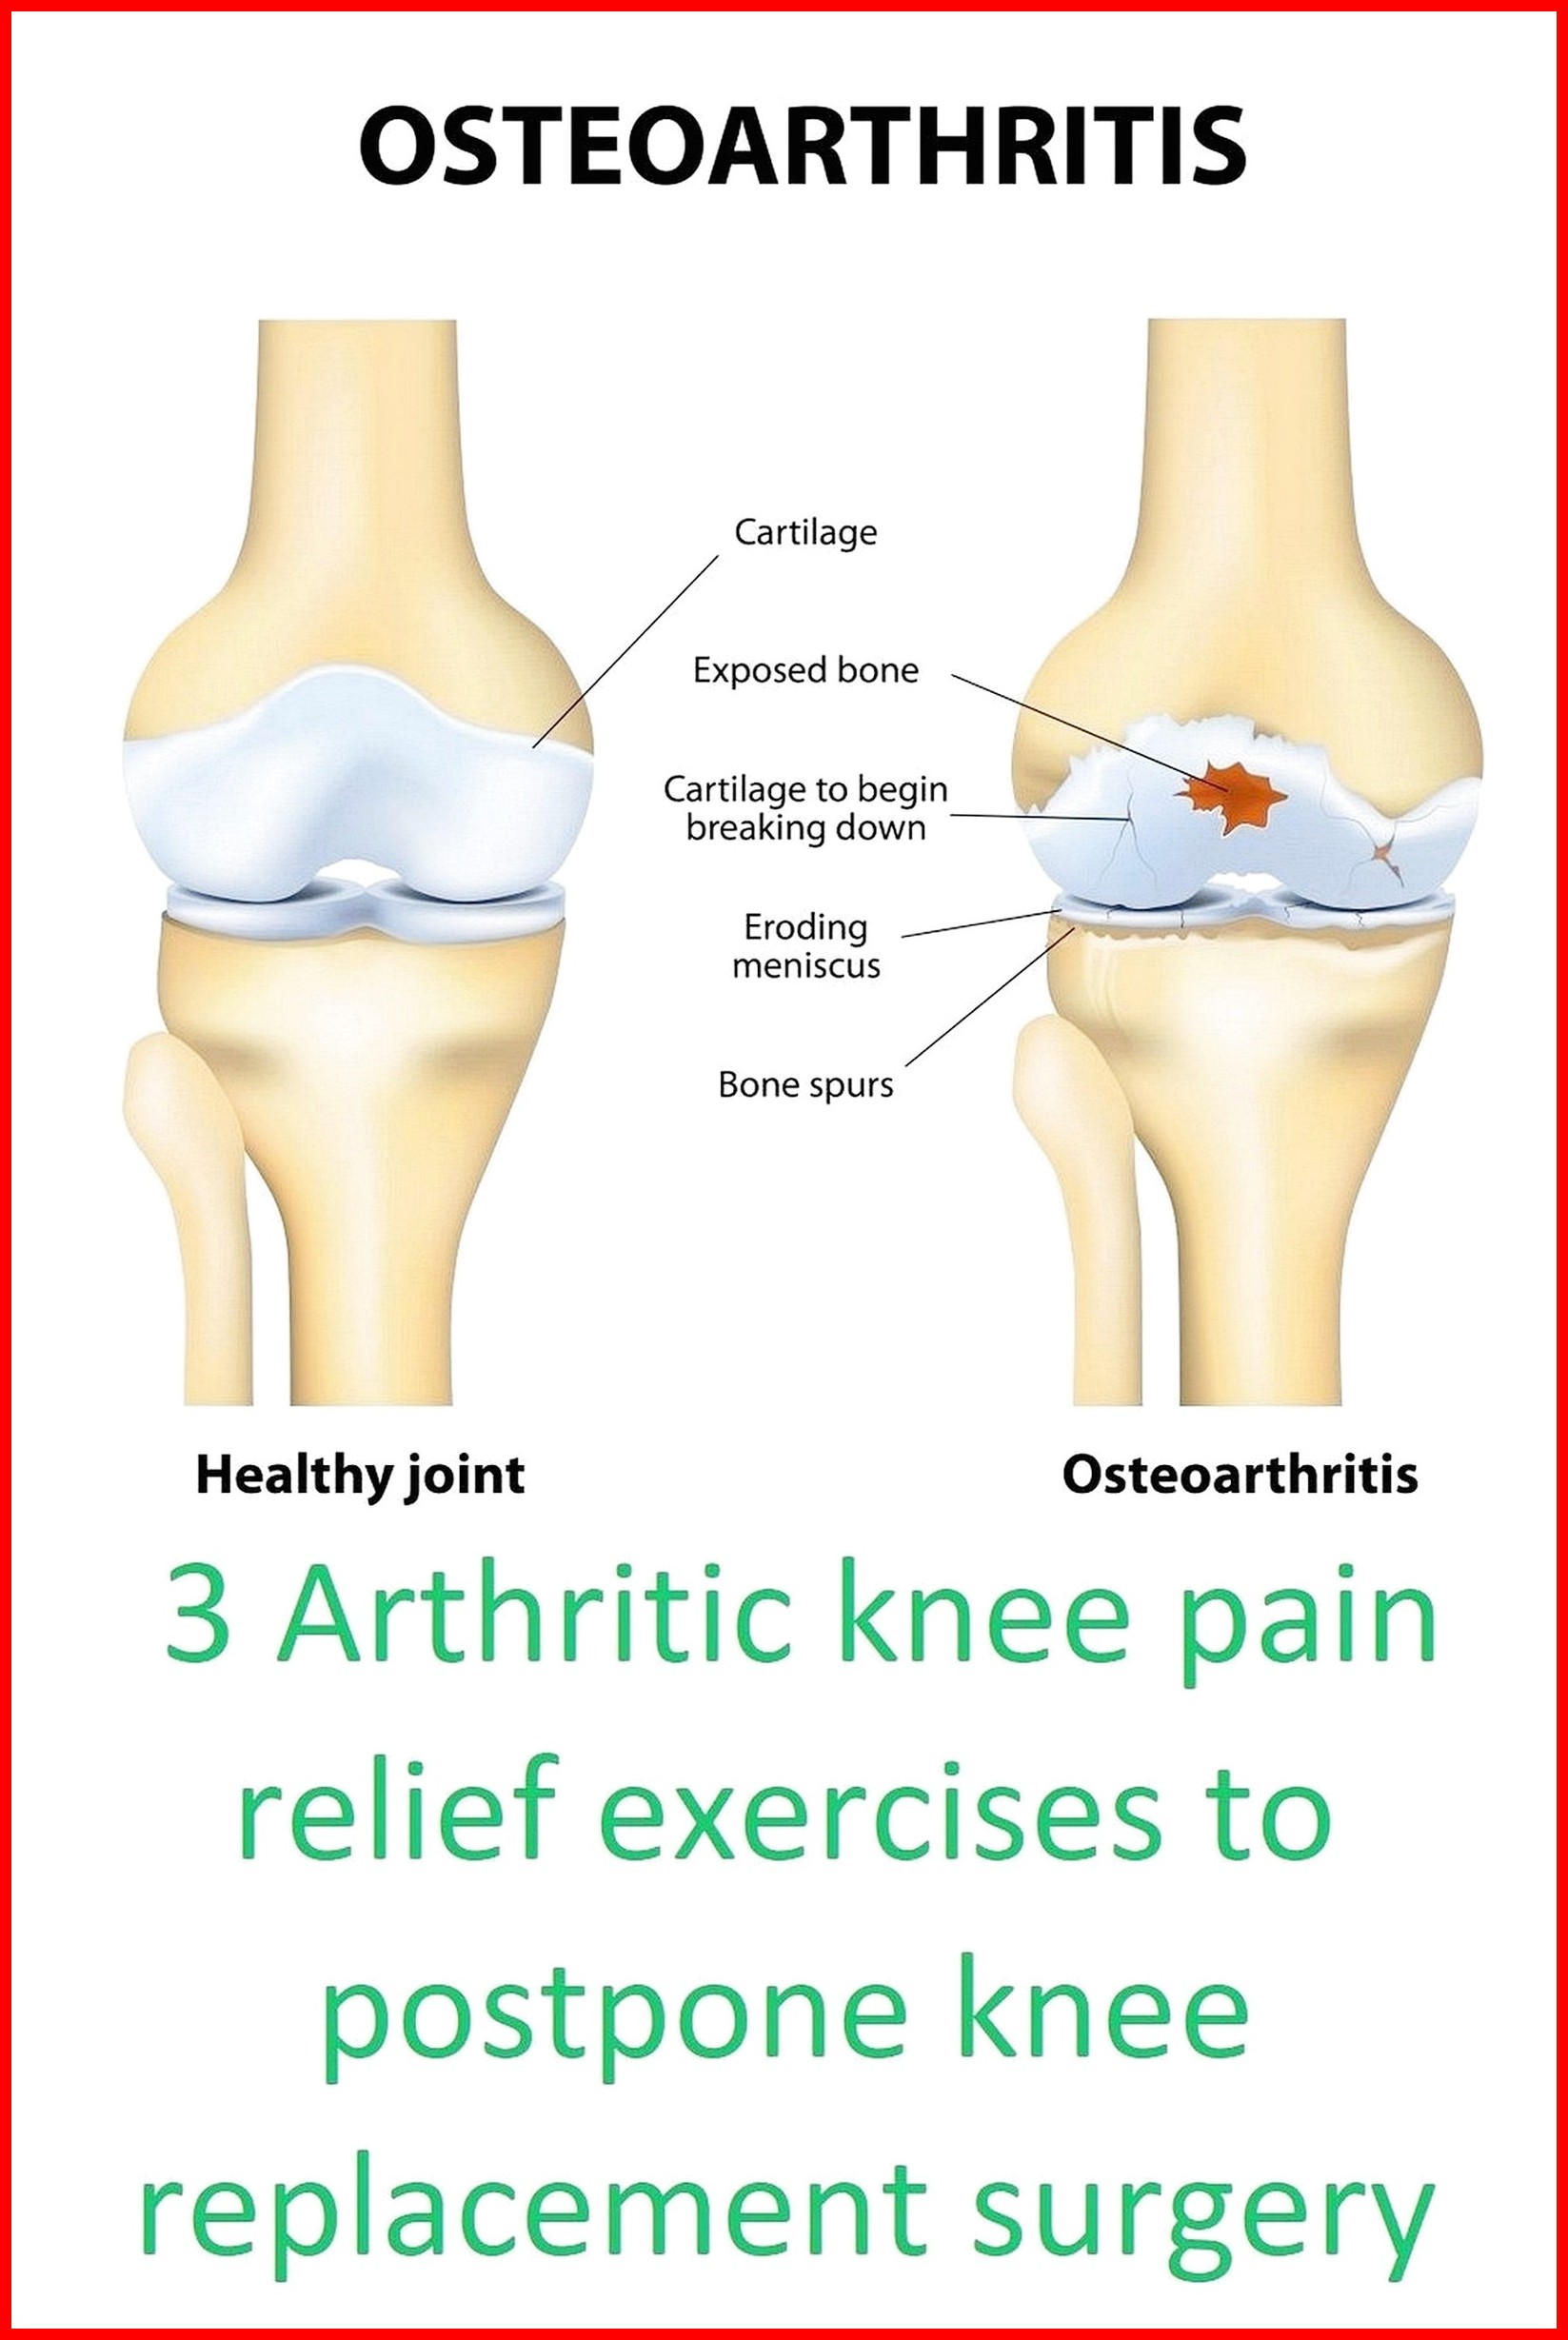 OSTEOARTHRITIS
Cartilage
Exposed bone
Cartilage to begin
breaking down
Eroding
meniscus
Bone spurs
Healthy joint
Osteoarthritis
3 Arthritic knee pain
relief exercises to
postpone knee
replacement surgery